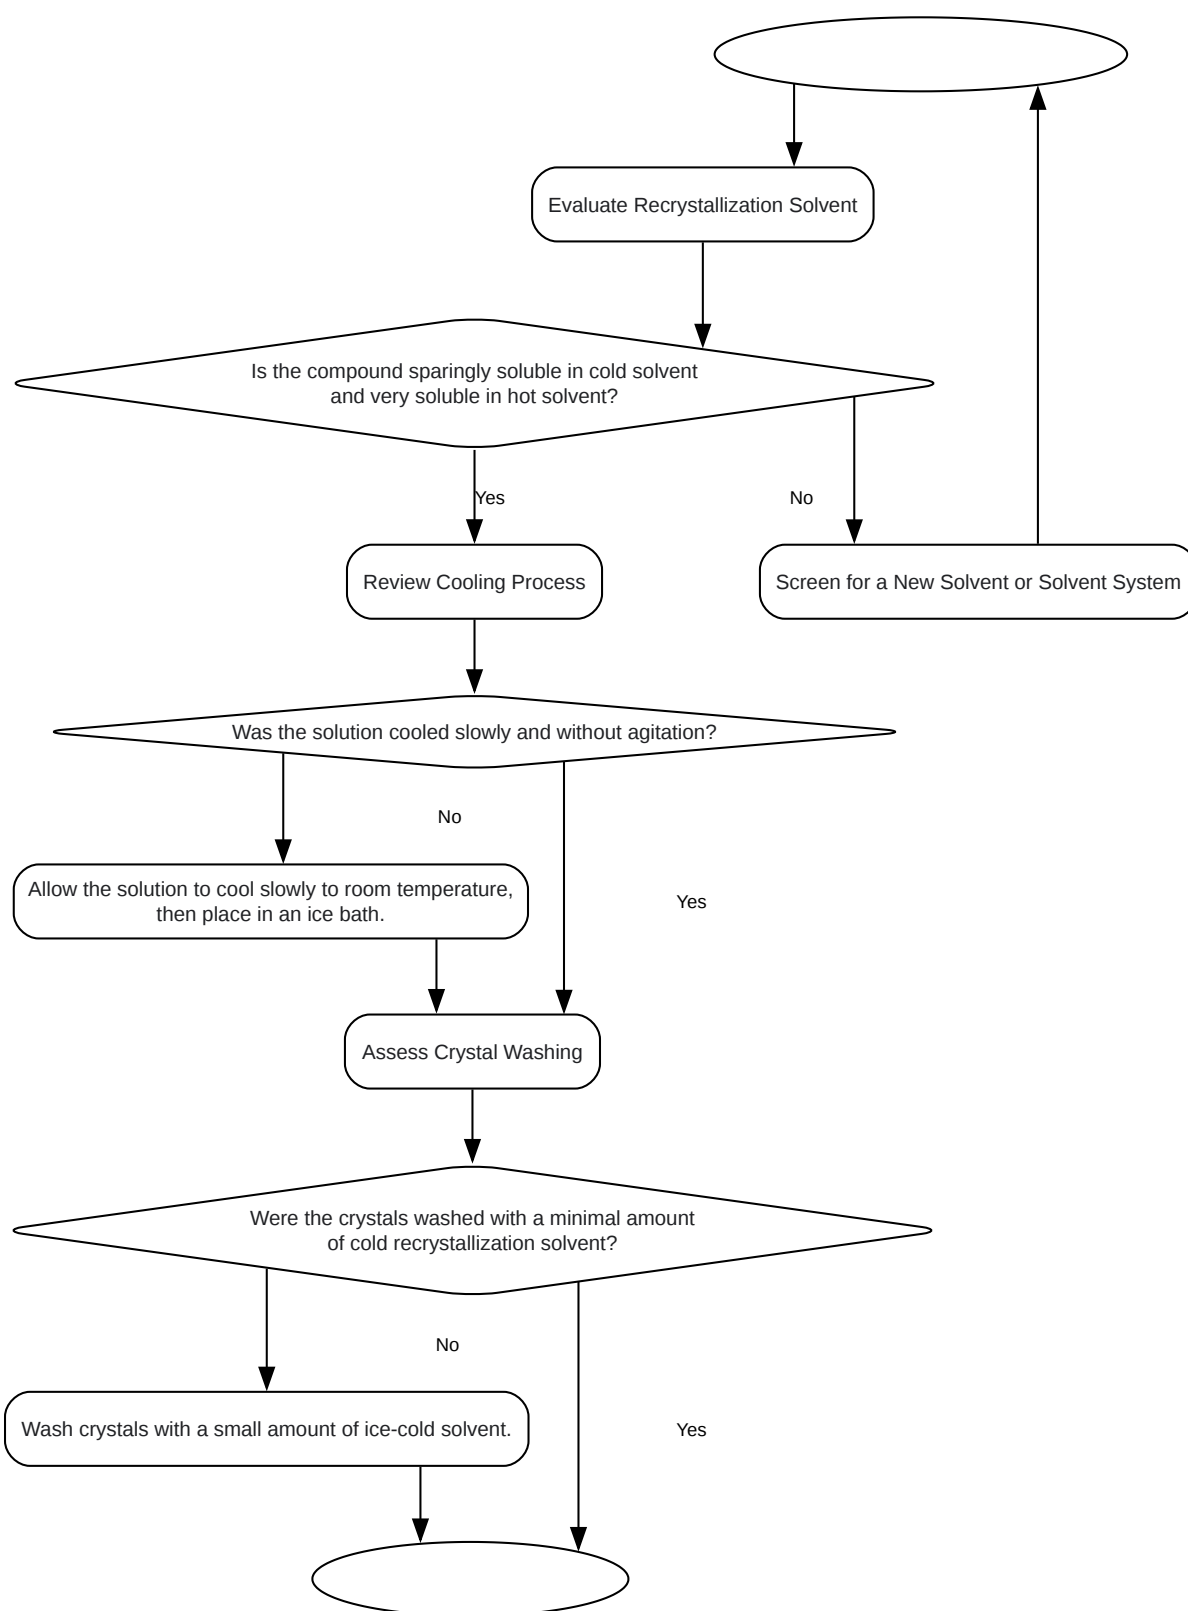 Evaluate Recrystallization Solvent
Is the compound sparingly soluble in cold solvent
and very soluble in hot solvent?
Yes
No
Review Cooling Process
Screen for a New Solvent or Solvent System
Was the solution cooled slowly and without agitation?
No
Allow the solution to cool slowly to room temperature,
then place in an ice bath.
Yes
Assess Crystal Washing
Were the crystals washed with a minimal amount
of cold recrystallization solvent?
No
Wash crystals with a small amount of ice-cold solvent.
Yes